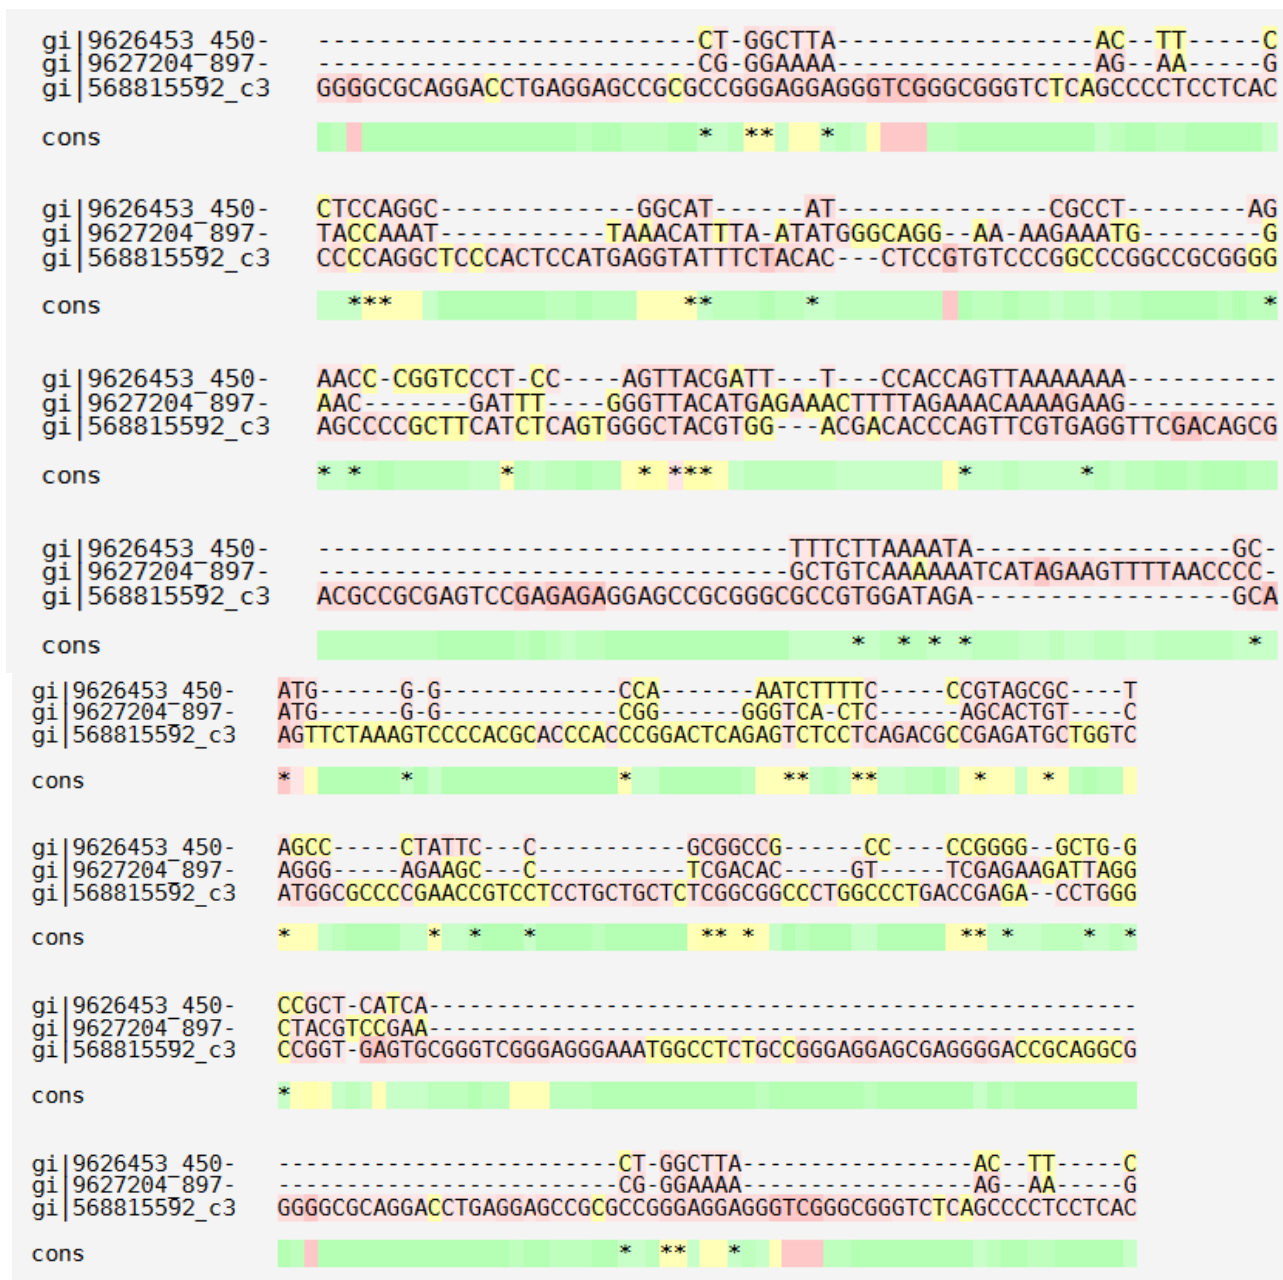 gi|9626453_450- -------------------------CT-GGCTTA-----------------AC--TT-----C
gi|9627204_897- -------------------------CG-GGAAAA-----------------AG--AA-----G
gi|568815592_c3 GGGGCGCAGGACCTGAGGAGCCGCGCCGGGAGGAGGGTCGGGCGGGTCTCAGCCCCTCCTCAC
cons * ** *
gi|9626453_450- CTCCAGGC-------------GGCAT------AT--------------CGCCT--------AG
gi|9627204_897- TACCAAAT-----------TAAACATTTA-ATATGGGCAGG--AA-AAGAAATG--------G
gi|568815592_c3 CCCCAGGCTCCCACTCCATGAGGTATTTCTACAC---CTCCGTGTCCCGGCCCGGCCGCGGGG
cons *** ** * *
gi|9626453_450- AACC-CGGTCCCT-CC----AGTTACGATT---T---CCACCAGTTAAAAAAA----------
gi|9627204_897- AAC-------GATTT----GGGTTACATGAGAAACTTTTAGAAACAAAAGAAG----------
gi|568815592_c3 AGCCCCGCTTCATCTCAGTGGGCTACGTGG---ACGACACCCAGTTCGTGAGGTTCGACAGCG
cons * * * * *** * *
gi|9626453_450- -------------------------------TTTCTTAAAATA-----------------GC-
gi|9627204_897- -------------------------------GCTGTCAAAAAATCATAGAAGTTTTAACCCC-
gi|568815592_c3 ACGCCGCGAGTCCGAGAGAGGAGCCGCGGGCGCCGTGGATAGA-----------------GCA
cons * * * * *
gi|9626453_450- ATG------G-G-------------CCA-------AATCTTTTC-----CCGTAGCGC----T
gi|9627204_897- ATG------G-G-------------CGG------GGGTCA-CTC------AGCACTGT----C
gi|568815592_c3 AGTTCTAAAGTCCCCACGCACCCACCCGGACTCAGAGTCTCCTCAGACGCCGAGATGCTGGTC
cons * * * ** ** * *
gi|9626453_450- AGCC-----CTATTC---C-----------GCGGCCG------CC----CCGGGG--GCTG-G
gi|9627204_897- AGGG-----AGAAGC---C-----------TCGACAC-----GT-----TCGAGAAGATTAGG
gi|568815592_c3 ATGGCGCCCCGAACCGTCCTCCTGCTGCTCTCGGCGGCCCTGGCCCTGACCGAGA--CCTGGG
cons * * * * ** * ** * * *
gi|9626453_450- CCGCT-CATCA----------------------------------------------------
gi|9627204_897- CTACGTCCGAA----------------------------------------------------
gi|568815592_c3 CCGGT-GAGTGCGGGTCGGGAGGGAAATGGCCTCTGCCGGGAGGAGCGAGGGGACCGCAGGCG
cons *
gi|9626453_450- -------------------------CT-GGCTTA-----------------AC--TT-----C
gi|9627204_897- -------------------------CG-GGAAAA-----------------AG--AA-----G
gi|568815592_c3 GGGGCGCAGGACCTGAGGAGCCGCGCCGGGAGGAGGGTCGGGCGGGTCTCAGCCCCTCCTCAC
cons * ** *